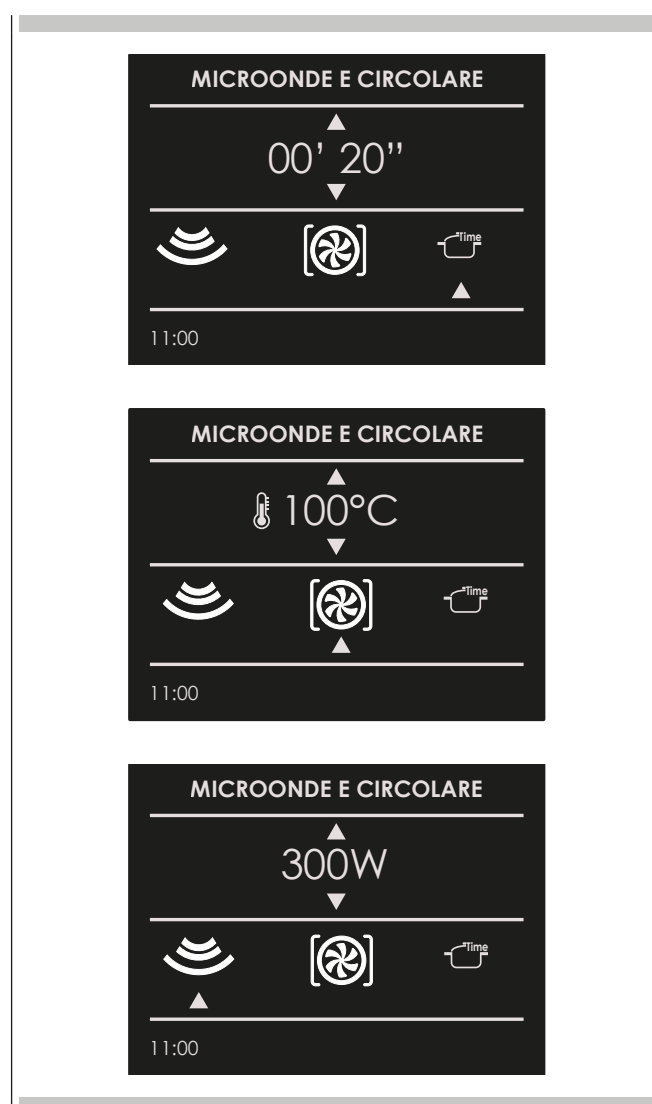 MICROONDE E CIRCOLARE
00’ 20”
Time
11:00
MICROONDE E CIRCOLARE
100°C
Time
11:00
MICROONDE E CIRCOLARE
300W
Time
11:00